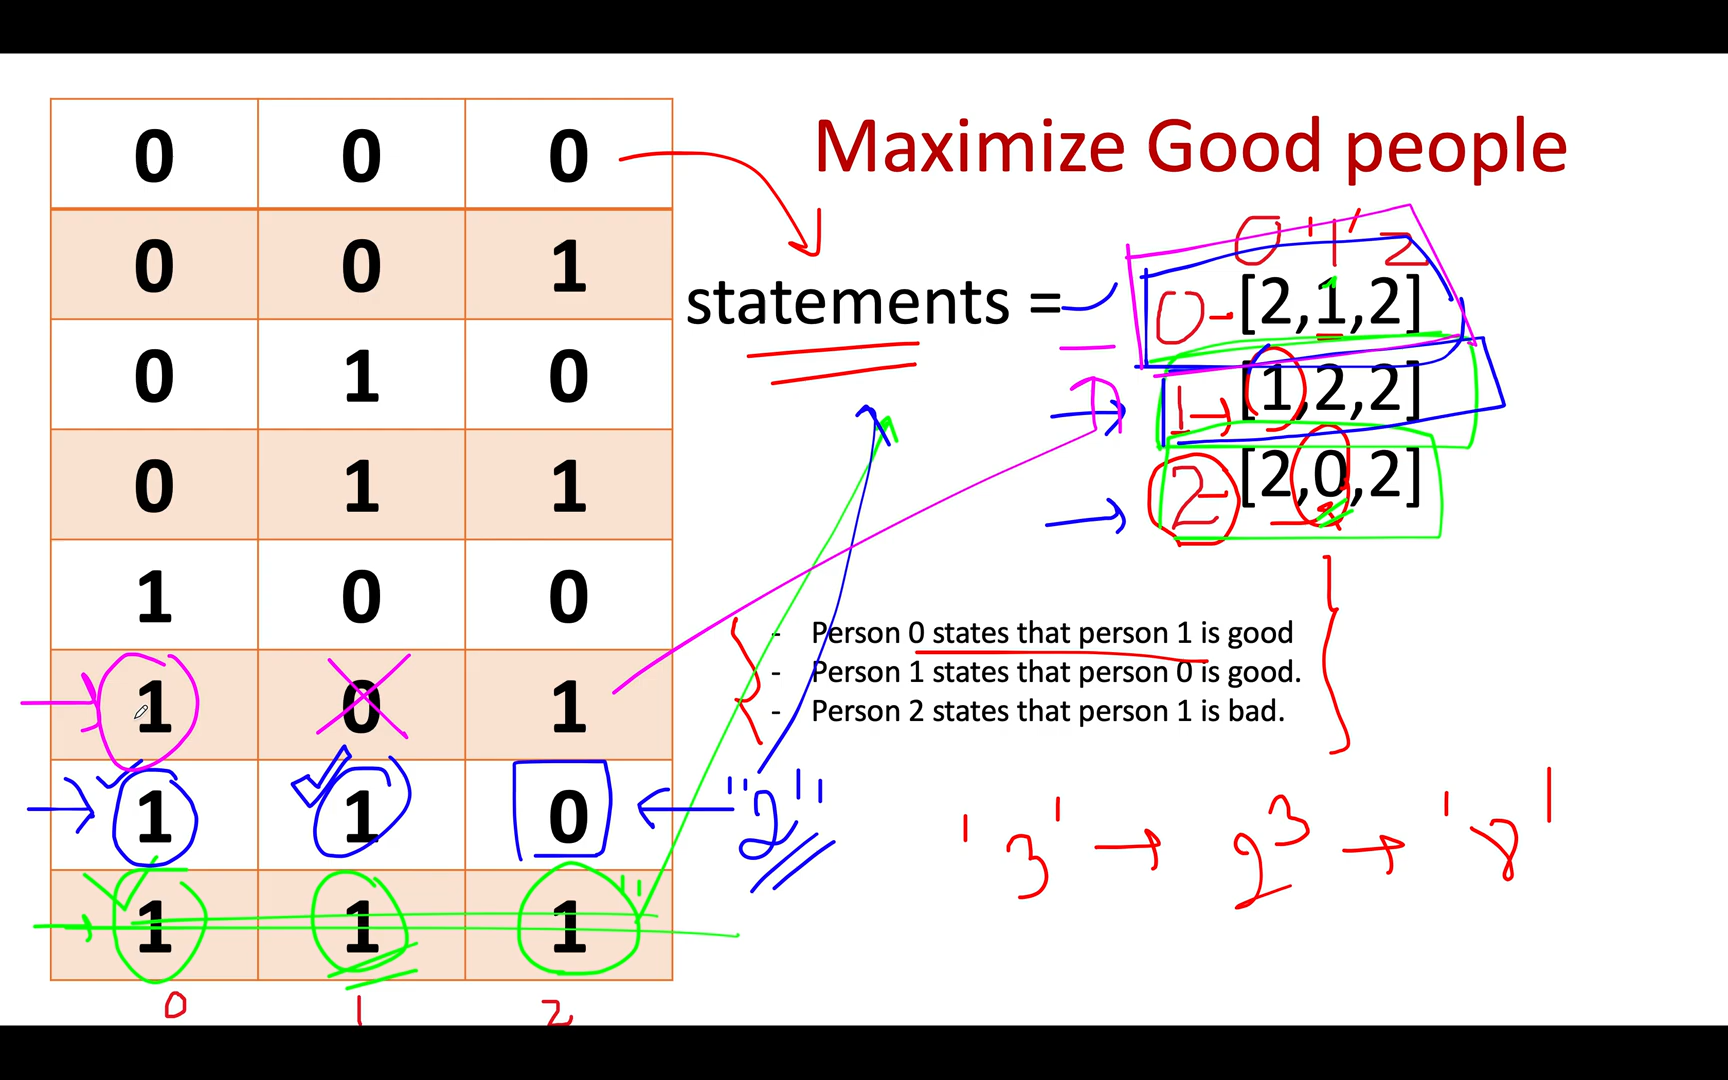 Maximize Good people
0 0 0
0 0 1
0 1 0
0 1 1
1 0 0
1 0 1
1 1 0
1 1 1
0 1 2
0 '1' 2
statements =
0- [2,1,2]
1→ [1,2,2]
2- [2,0,2]
- Person 0 states that person 1 is good
- Person 1 states that person 0 is good.
- Person 2 states that person 1 is bad.
"2"
'3' → 2³ → '8'